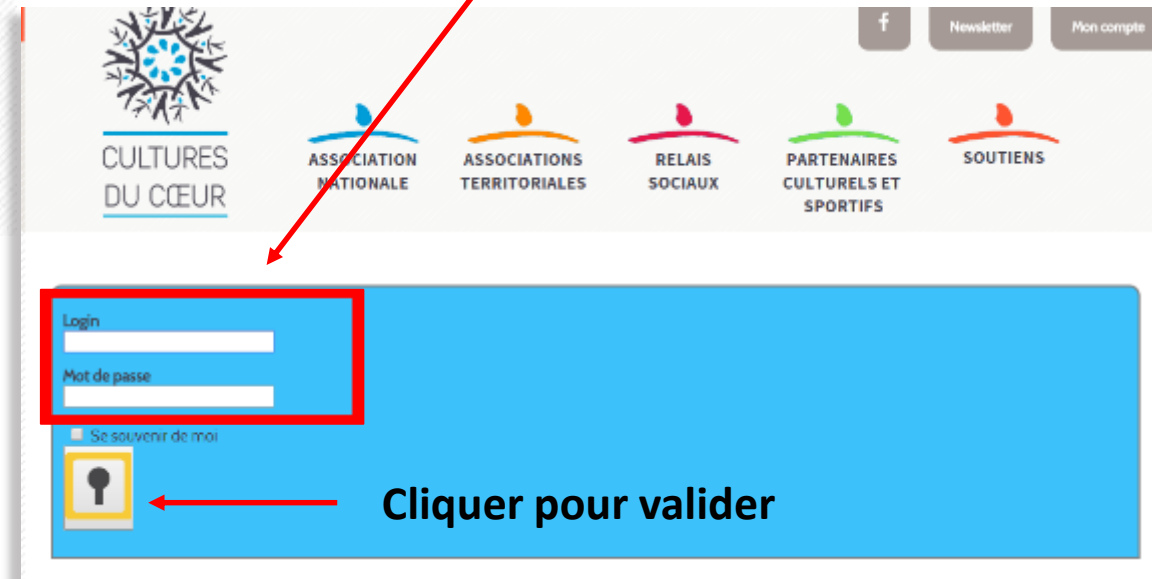 f
Newsletter
Mon compte
CULTURES
DU CŒUR
ASSOCIATION
NATIONALE
ASSOCIATIONS
TERRITORIALES
RELAIS
SOCIAUX
PARTENAIRES
CULTURELS ET
SPORTIFS
SOUTIENS
Login
Mot de passe
Se souvenir de moi
Cliquer pour valider